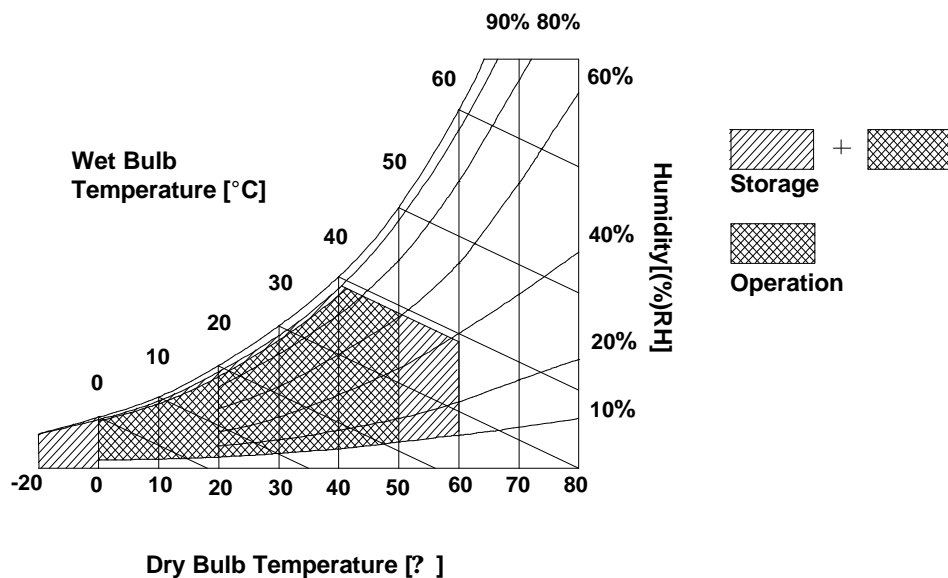 90% 80%
60
60%
50
Wet Bulb
Temperature [°C]
40
30
20
10
0
Humidity[(%)RH]
40%
20%
10%
+
Storage
Operation
-20 0 10 20 30 40 50 60 70 80
Dry Bulb Temperature [? ]